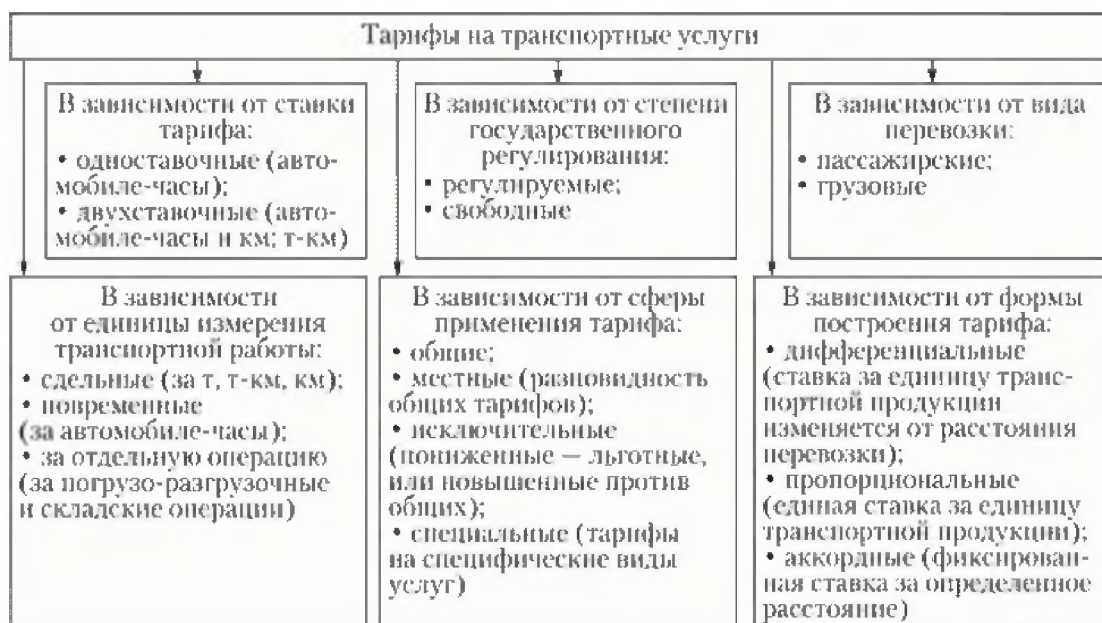 Тарифы на транспортные услуги
В зависимости от ставки
тарифа:
• одноставочные (авто-
мобиле-часы);
• двухставочные (авто-
мобиле-часы и км; т-км)
В зависимости от степени
государственного
регулирования:
• регулируемые;
• свободные
В зависимости от вида
перевозки:
• пассажирские;
• грузовые
В зависимости
от единицы измерения
транспортной работы:
• сдельные (за т, т-км, км);
• повременные
(за автомобиле-часы);
• за отдельную операцию
(за погрузо-разгрузочные
и складские операции)
В зависимости от сферы
применения тарифа:
• общие;
• местные (разновидность
общих тарифов);
• исключительные
(пониженные — льготные,
или повышенные против
общих);
• специальные (тарифы
на специфические виды
услуг)
В зависимости от формы
построения тарифа:
• дифференциальные
(ставка за единицу транс-
портной продукции
изменяется от расстояния
перевозки);
• пропорциональные
(единая ставка за единицу
транспортной продукции);
• аккордные (фиксирован-
ная ставка за определенное
расстояние)